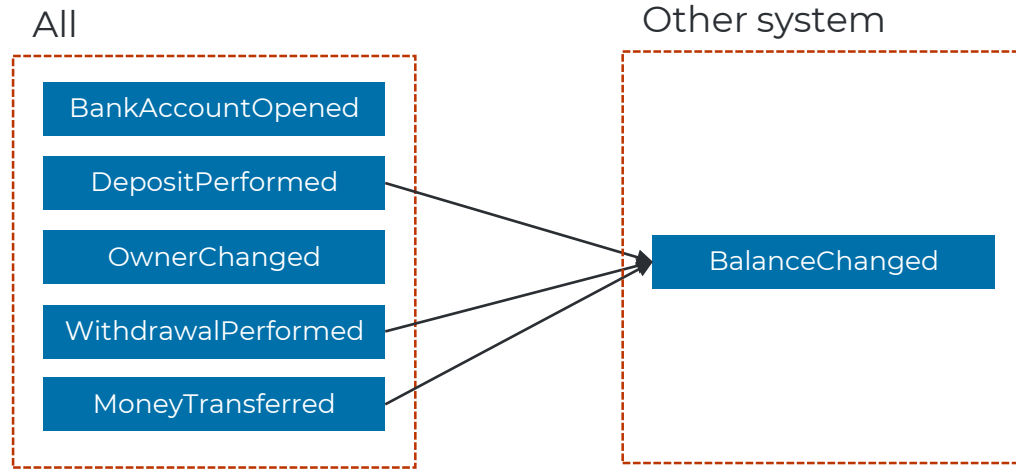 All
BankAccountOpened
DepositPerformed
OwnerChanged
WithdrawalPerformed
MoneyTransferred
Other system
BalanceChanged